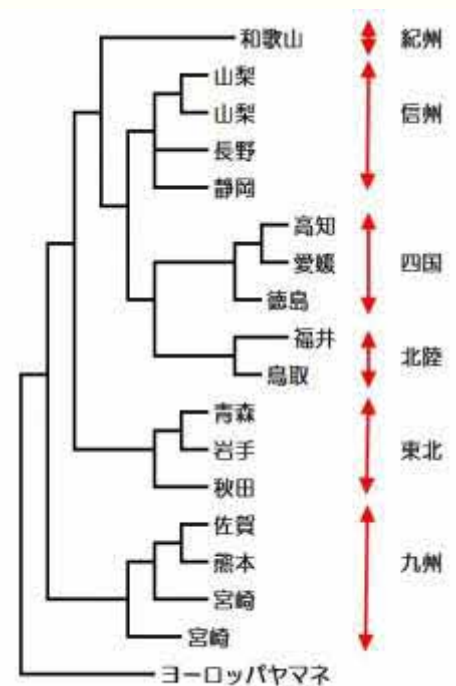 和歌山 紀州
山梨
山梨 信州
長野
静岡
高知
愛媛 四国
徳島
福井
鳥取 北陸
青森
岩手 東北
秋田
佐賀
熊本 九州
宮崎
宮崎
ヨーロッパヤマネ